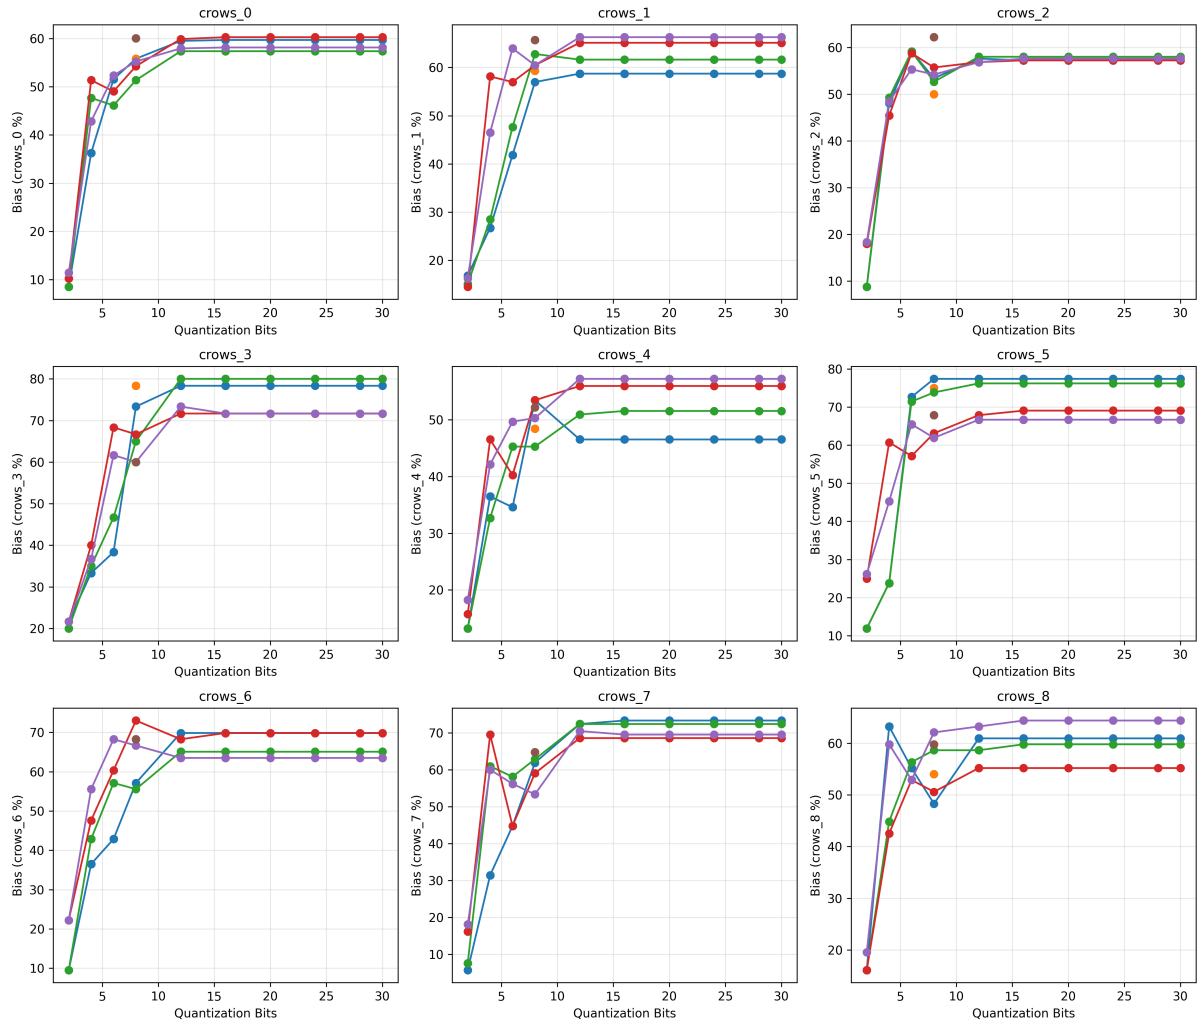 crows_0
Bias (crows_0 %)
60
50
40
30
20
10
5 10 15 20 25 30
Quantization Bits
crows_1
Bias (crows_1 %)
60
50
40
30
20
5 10 15 20 25 30
Quantization Bits
crows_2
Bias (crows_2 %)
60
50
40
30
20
10
5 10 15 20 25 30
Quantization Bits
crows_3
Bias (crows_3 %)
80
70
60
50
40
30
20
5 10 15 20 25 30
Quantization Bits
crows_4
Bias (crows_4 %)
50
40
30
20
5 10 15 20 25 30
Quantization Bits
crows_5
Bias (crows_5 %)
80
70
60
50
40
30
20
10
5 10 15 20 25 30
Quantization Bits
crows_6
Bias (crows_6 %)
70
60
50
40
30
20
10
5 10 15 20 25 30
Quantization Bits
crows_7
Bias (crows_7 %)
70
60
50
40
30
20
10
5 10 15 20 25 30
Quantization Bits
crows_8
Bias (crows_8 %)
60
50
40
30
20
5 10 15 20 25 30
Quantization Bits